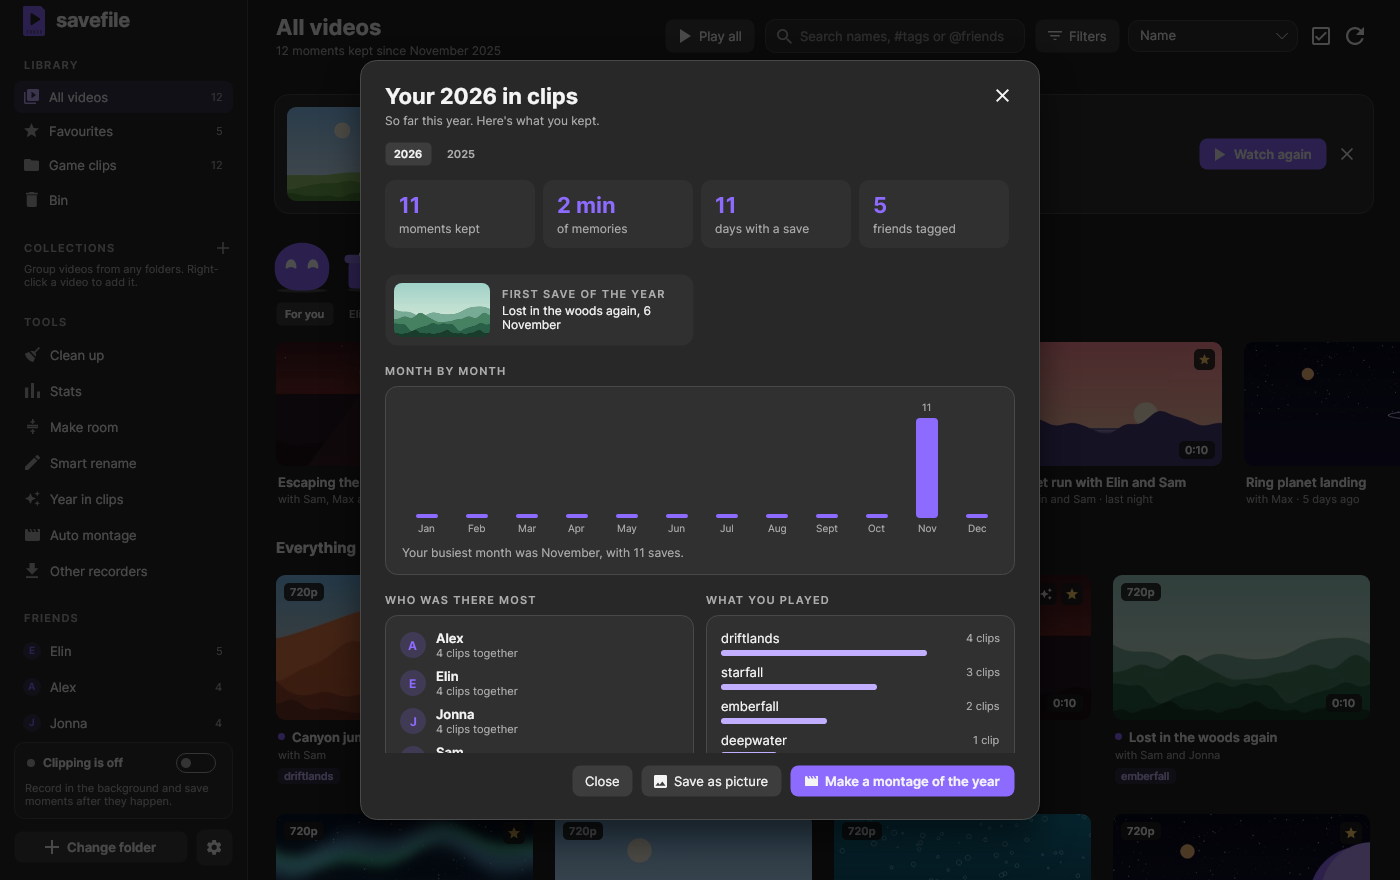 savefile
LIBRARY
All videos 12
Favourites 5
Game clips 12
Bin
COLLECTIONS
Group videos from any folders. Right-
click a video to add it.
TOOLS
Clean up
Stats
Make room
Smart rename
Year in clips
Auto montage
Other recorders
FRIENDS
E Elin 5
A Alex 4
J Jonna 4
Clipping is off
Record in the background and save
moments after they happen.
Change folder
All videos
12 moments kept since November 2025
Play all
Search names, #tags or @friends
Filters
Name
Watch again
For you
Escaping the
with Sam, Max
0:10
et run with Elin and Sam
and Sam · last night
Ring planet landing
with Max · 5 days ago
Everything
720p
Canyon
with Sam
driftlands
0:10
720p
0:10
Lost in the woods again
with Sam and Jonna
emberfall
720p
720p
720p
720p
Your 2026 in clips
So far this year. Here's what you kept.
2026 2025
11
moments kept
2 min
of memories
11
days with a save
5
friends tagged
FIRST SAVE OF THE YEAR
Lost in the woods again, 6
November
MONTH BY MONTH
11
Jan Feb Mar Apr May Jun Jul Aug Sept Oct Nov Dec
Your busiest month was November, with 11 saves.
WHO WAS THERE MOST
A Alex
4 clips together
E Elin
4 clips together
J Jonna
4 clips together
Sam
WHAT YOU PLAYED
driftlands 4 clips
starfall 3 clips
emberfall 2 clips
deepwater 1 clip
Close
Save as picture
Make a montage of the year